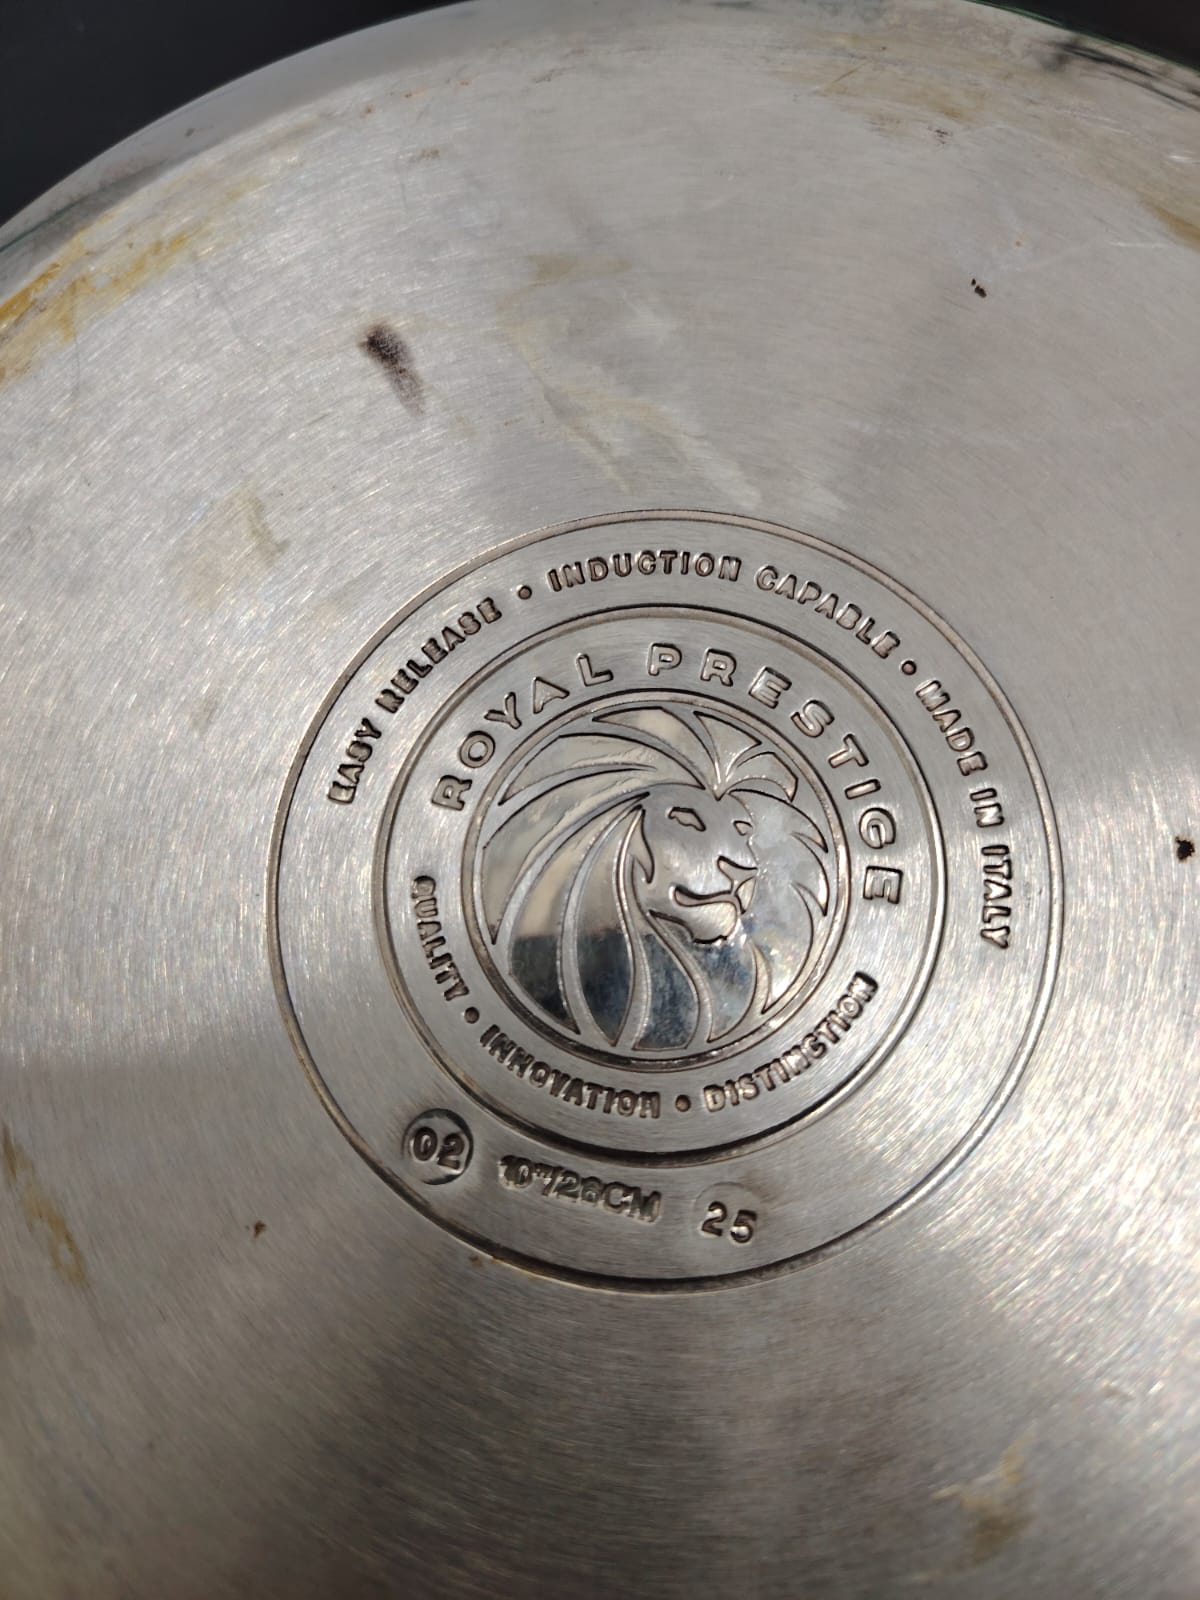 EASY RELEASE • INDUCTION CAPABLE • MADE IN ITALY
ROYAL PRESTIGE
QUALITY • INNOVATION • DISTINCTION
02 10"/26CM 25